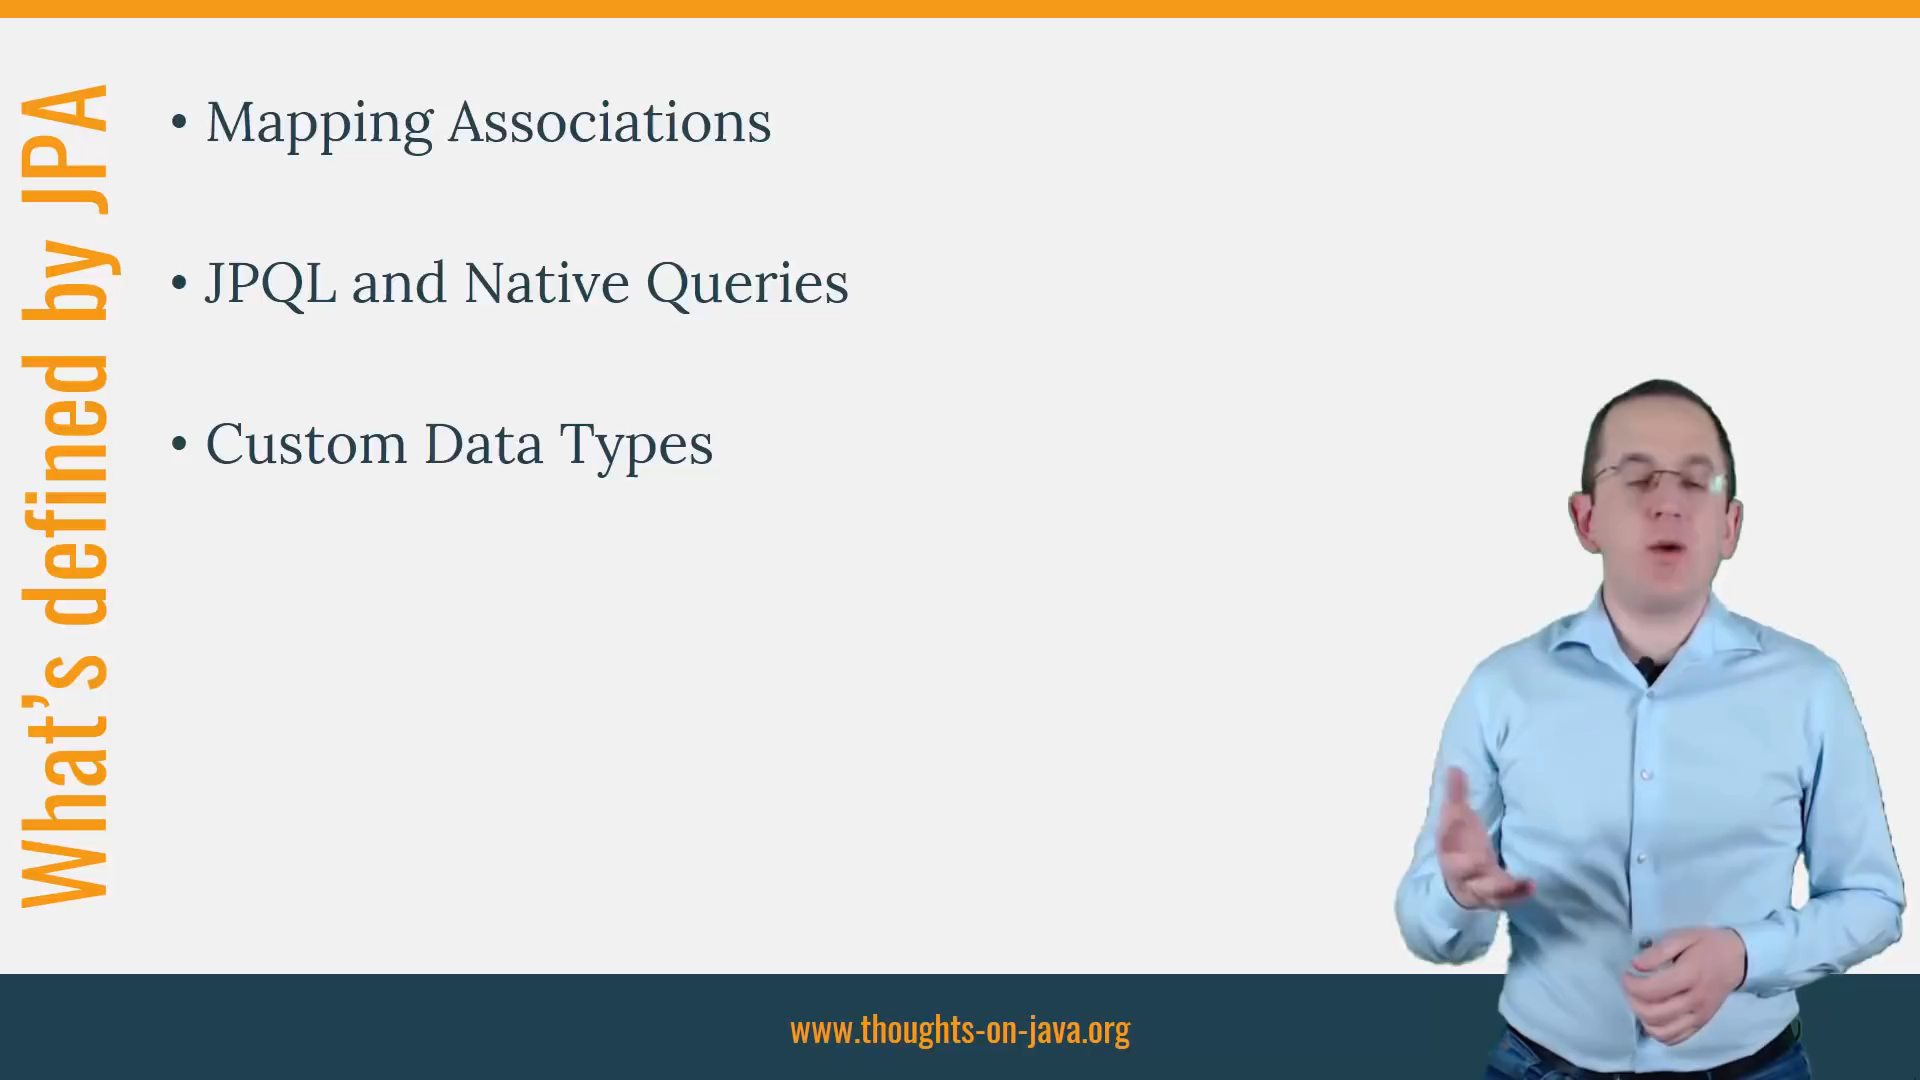 What's defined by JPA
• Mapping Associations
• JPQL and Native Queries
• Custom Data Types
www.thoughts-on-java.org